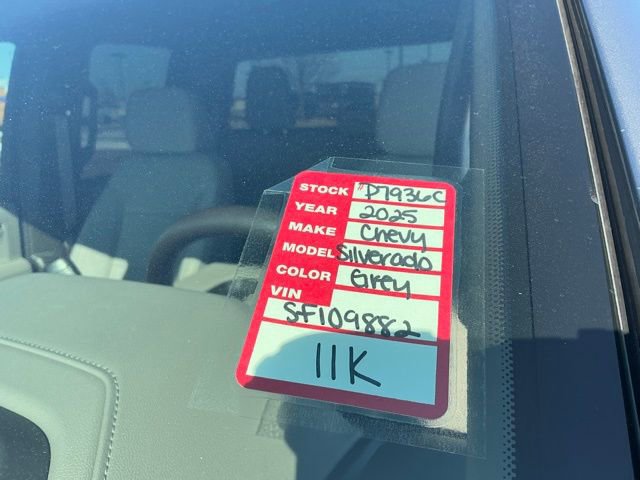 STOCK "P7936C
YEAR 2025
MAKE Chevy
MODEL Silverado
COLOR Grey
VIN
SF109882
11K